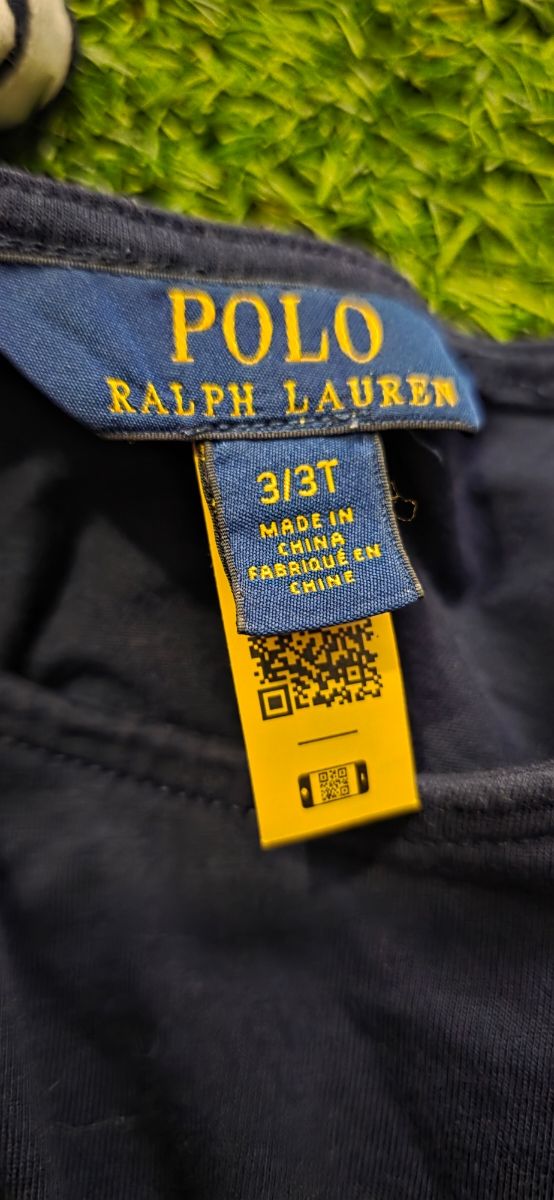 POLO
RALPH LAUREN
3/3T
MADE IN
CHINA
FABRIQUÉ EN
CHINE